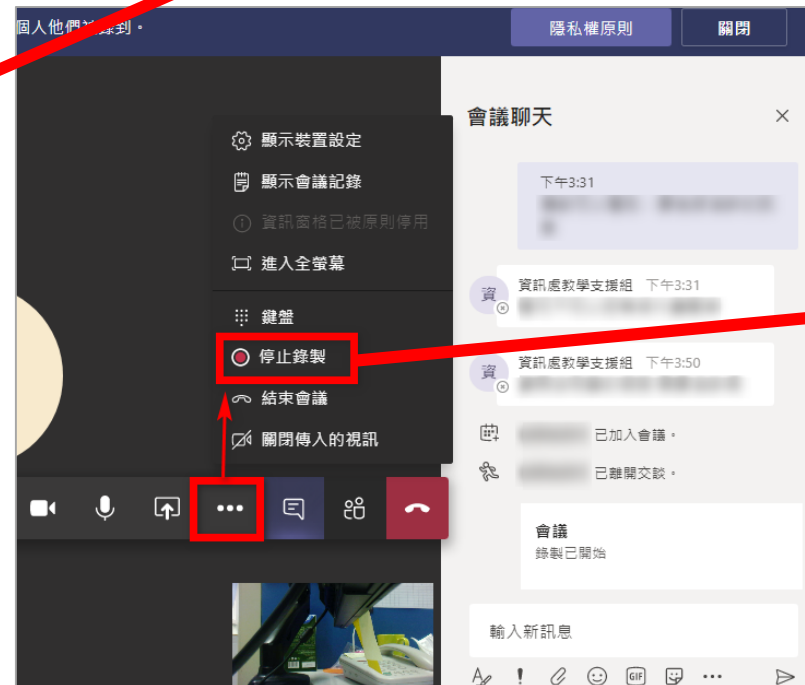 個人他們被錄到。
隱私權原則
關閉
顯示裝置設定
顯示會議記錄
資訊窗格已被原則停用
進入全螢幕
鍵盤
停止錄製
結束會議
關閉傳入的視訊
會議聊天
下午3:31
資
資訊處教學支援組 下午3:31
資
資訊處教學支援組 下午3:50
已加入會議。
已離開交談。
會議
錄製已開始
輸入新訊息
GIF